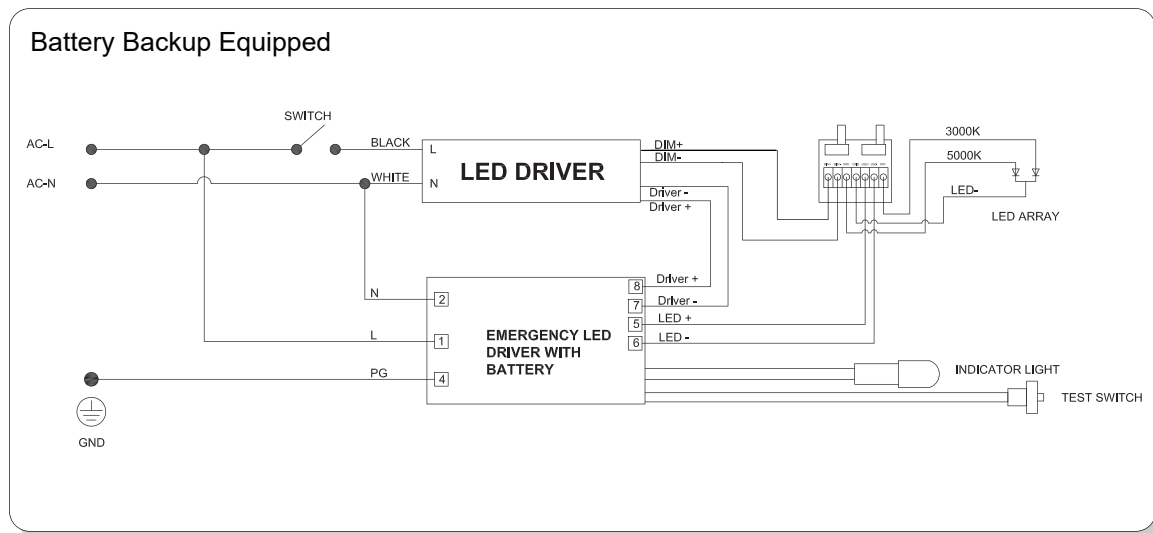 Battery Backup Equipped
SWITCH
AC-L
BLACK
L
LED DRIVER
DIM+
DIM-
3000K
5000K
AC-N
WHITE
N
Driver -
Driver +
LED-
LED ARRAY
N
2
8
Driver +
7
Driver -
L
1
EMERGENCY LED
DRIVER WITH
BATTERY
5
LED +
6
LED -
PG
4
INDICATOR LIGHT
TEST SWITCH
GND